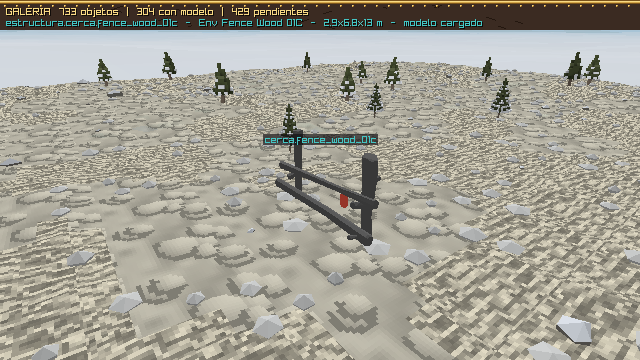 GALERÍA 733 objetos | 304 con modelo | 429 pendientes
estructura.cerca.fence_wood_01c - Env Fence Wood 01C - 2.9x6.8x13 m - modelo cargado
cerca.fence_wood_01c